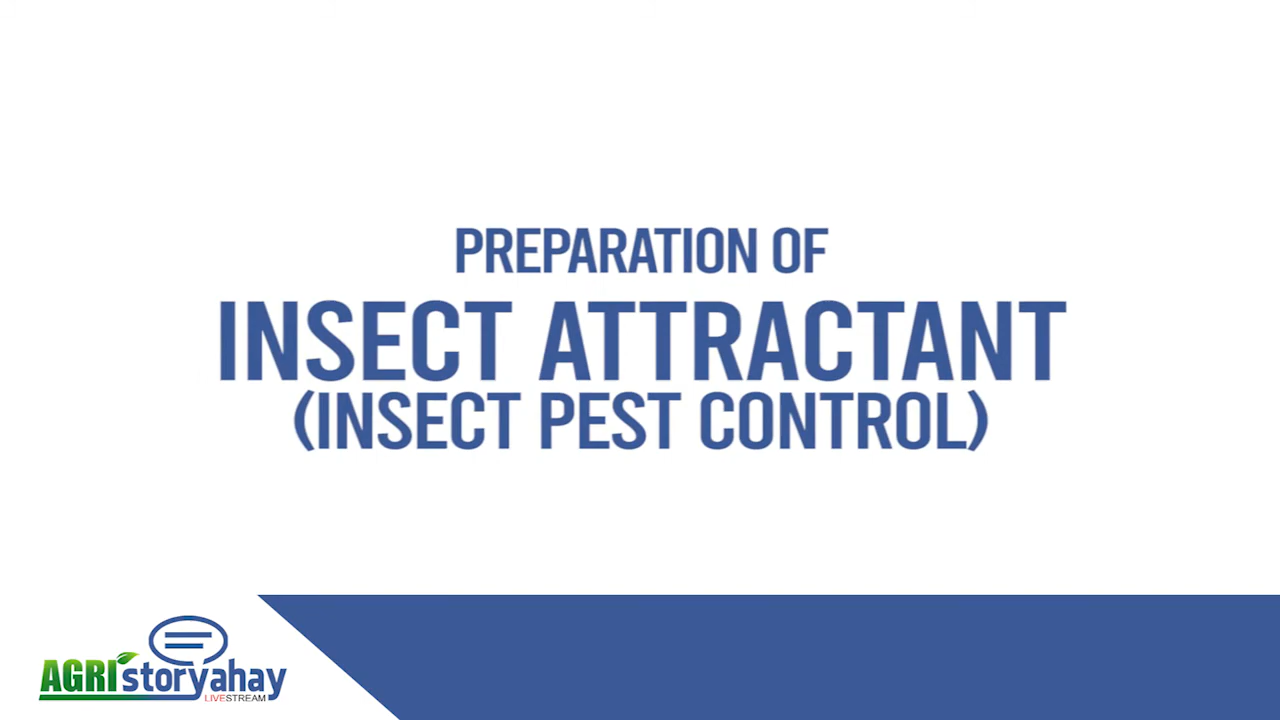 PREPARATION OF
INSECT ATTRACTANT
(INSECT PEST CONTROL)
AGRIstoryahay
LIVESTREAM